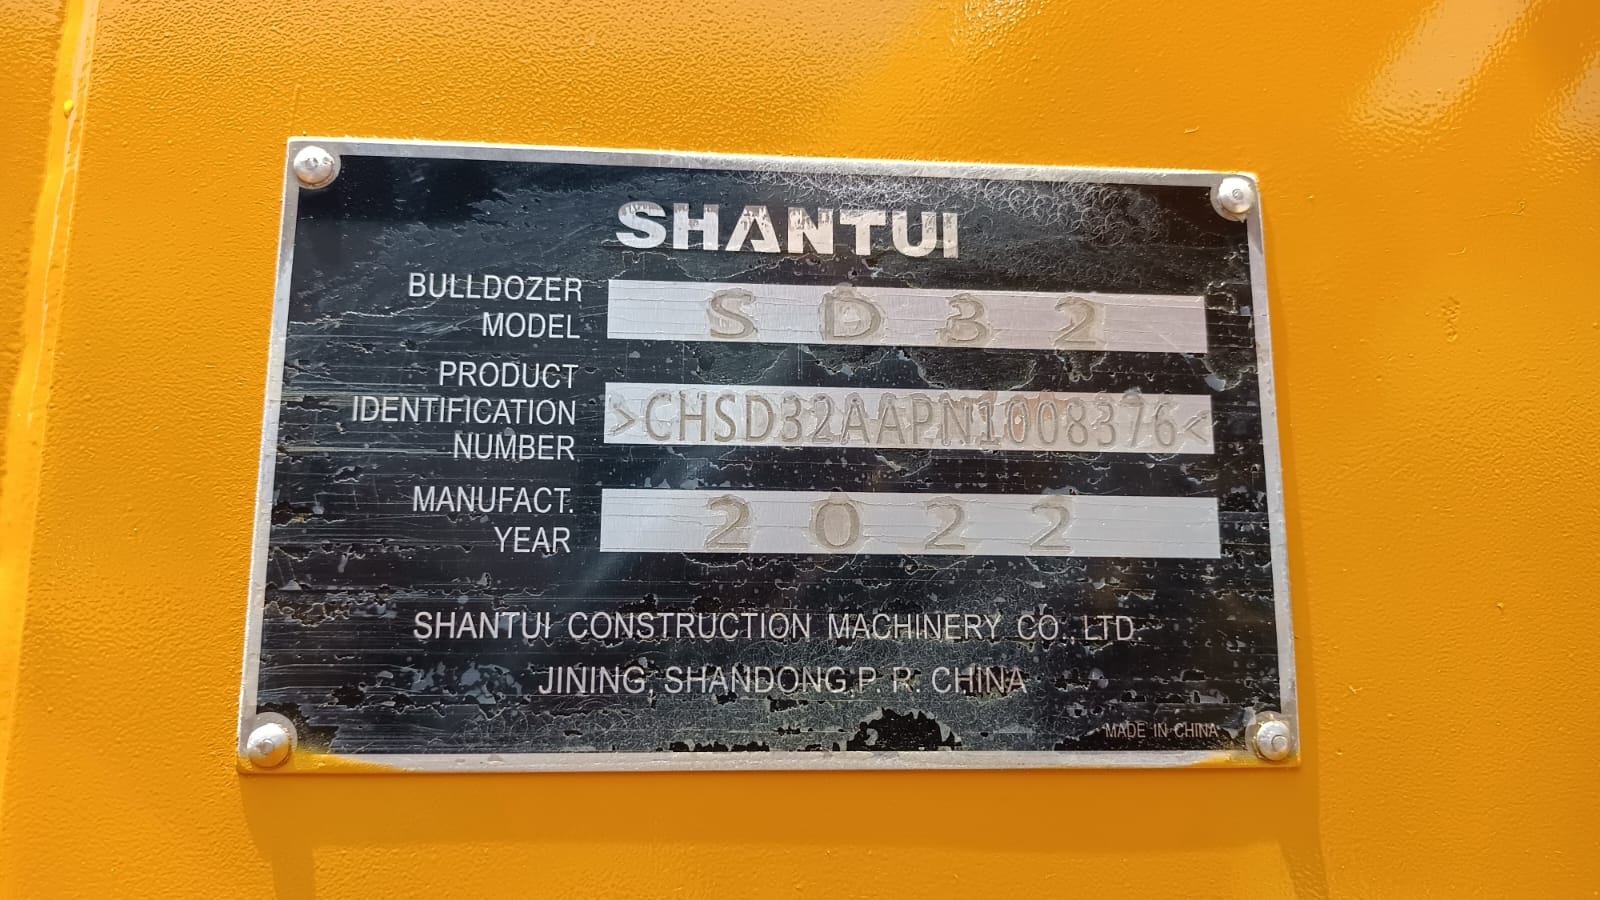 SHANTUI
BULLDOZER
MODEL
SD32
PRODUCT
IDENTIFICATION
NUMBER
>CHSD32AAPN1008376<
MANUFACT.
YEAR
2022
SHANTUI CONSTRUCTION MACHINERY CO., LTD.
JINING, SHANDONG,P. R. CHINA
MADE IN CHINA